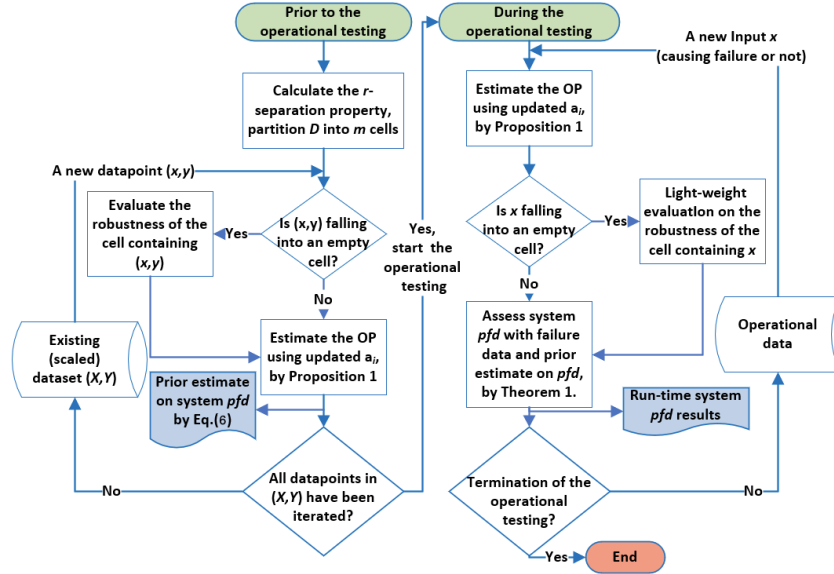 Prior to the
operational testing
Calculate the r-
separation property,
partition D into m cells
A new datapoint (x,y)
Evaluate the
robustness of the
cell containing
(x,y)
Yes
Is (x,y) falling
into an empty
cell?
No
Existing
(scaled)
dataset (X,Y)
Estimate the OP
using updated aᵢ,
by Proposition 1
Prior estimate
on system pfd
by Eq.(6)
All datapoints in
(X,Y) have been
iterated?
No
Yes,
start the
operational
testing
During the
operational testing
A new Input x
(causing failure or not)
Estimate the OP
using updated aᵢ,
by Proposition 1
Is x falling
into an empty
cell?
Yes
Light-weight
evaluation on the
robustness of the
cell containing x
No
Assess system
pfd with failure
data and prior
estimate on pfd,
by Theorem 1.
Operational
data
Run-time system
pfd results
Termination of the
operational
testing?
No
Yes
End